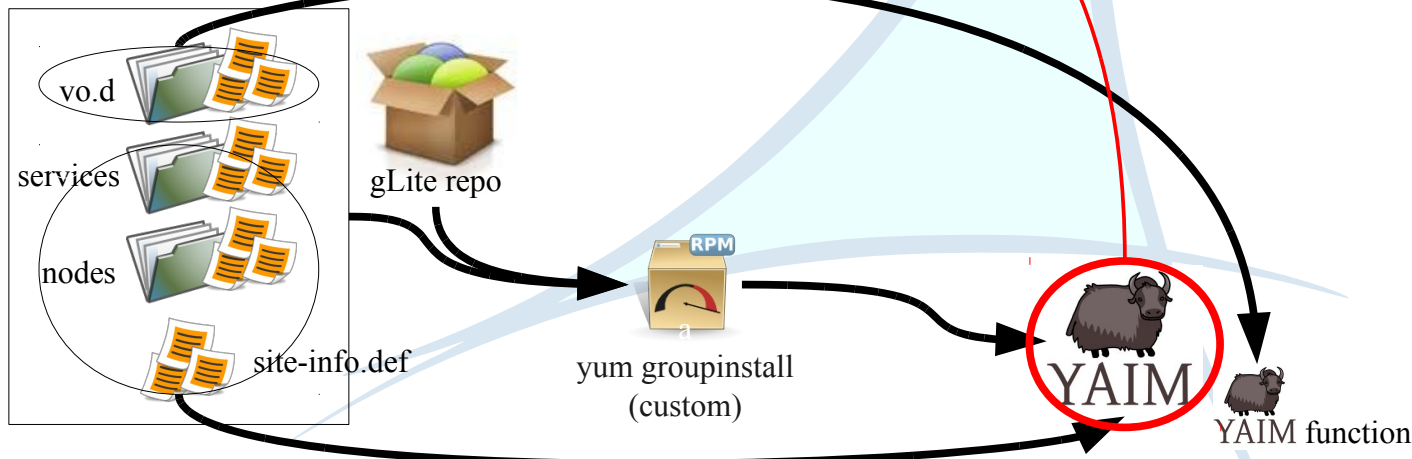 vo.d
services
nodes
site-info.def
gLite repo
RPM
a
yum groupinstall
(custom)
YAIM
YAIM function